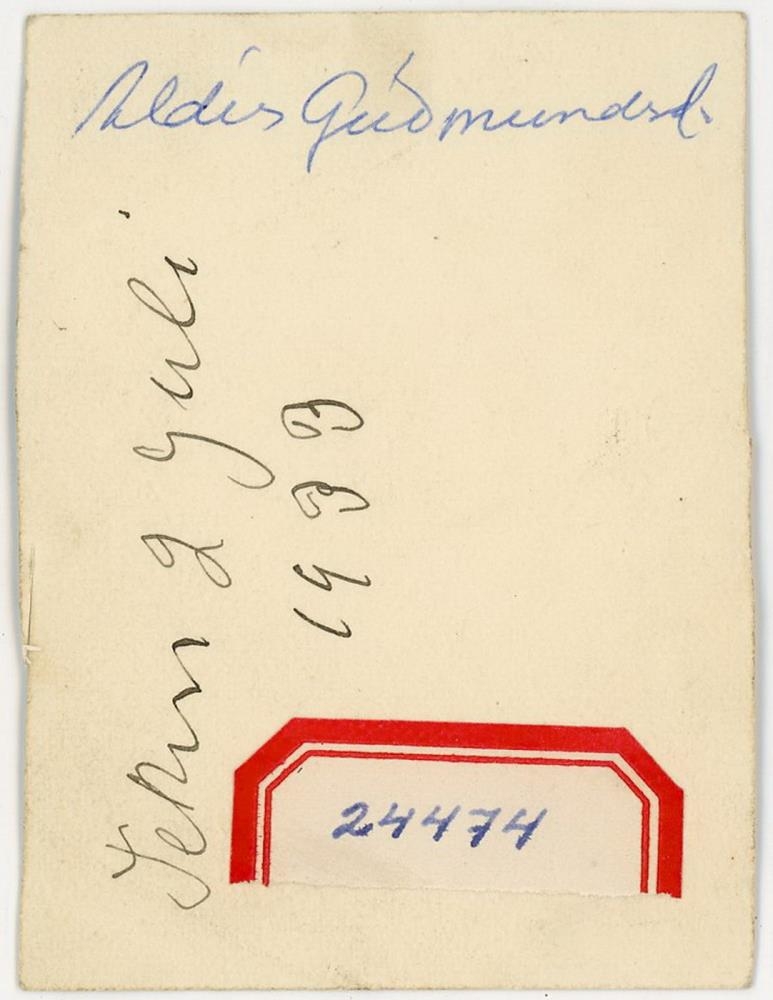 Aldís Guðmundsd.
Tekin 2 Júlí
1933
24474